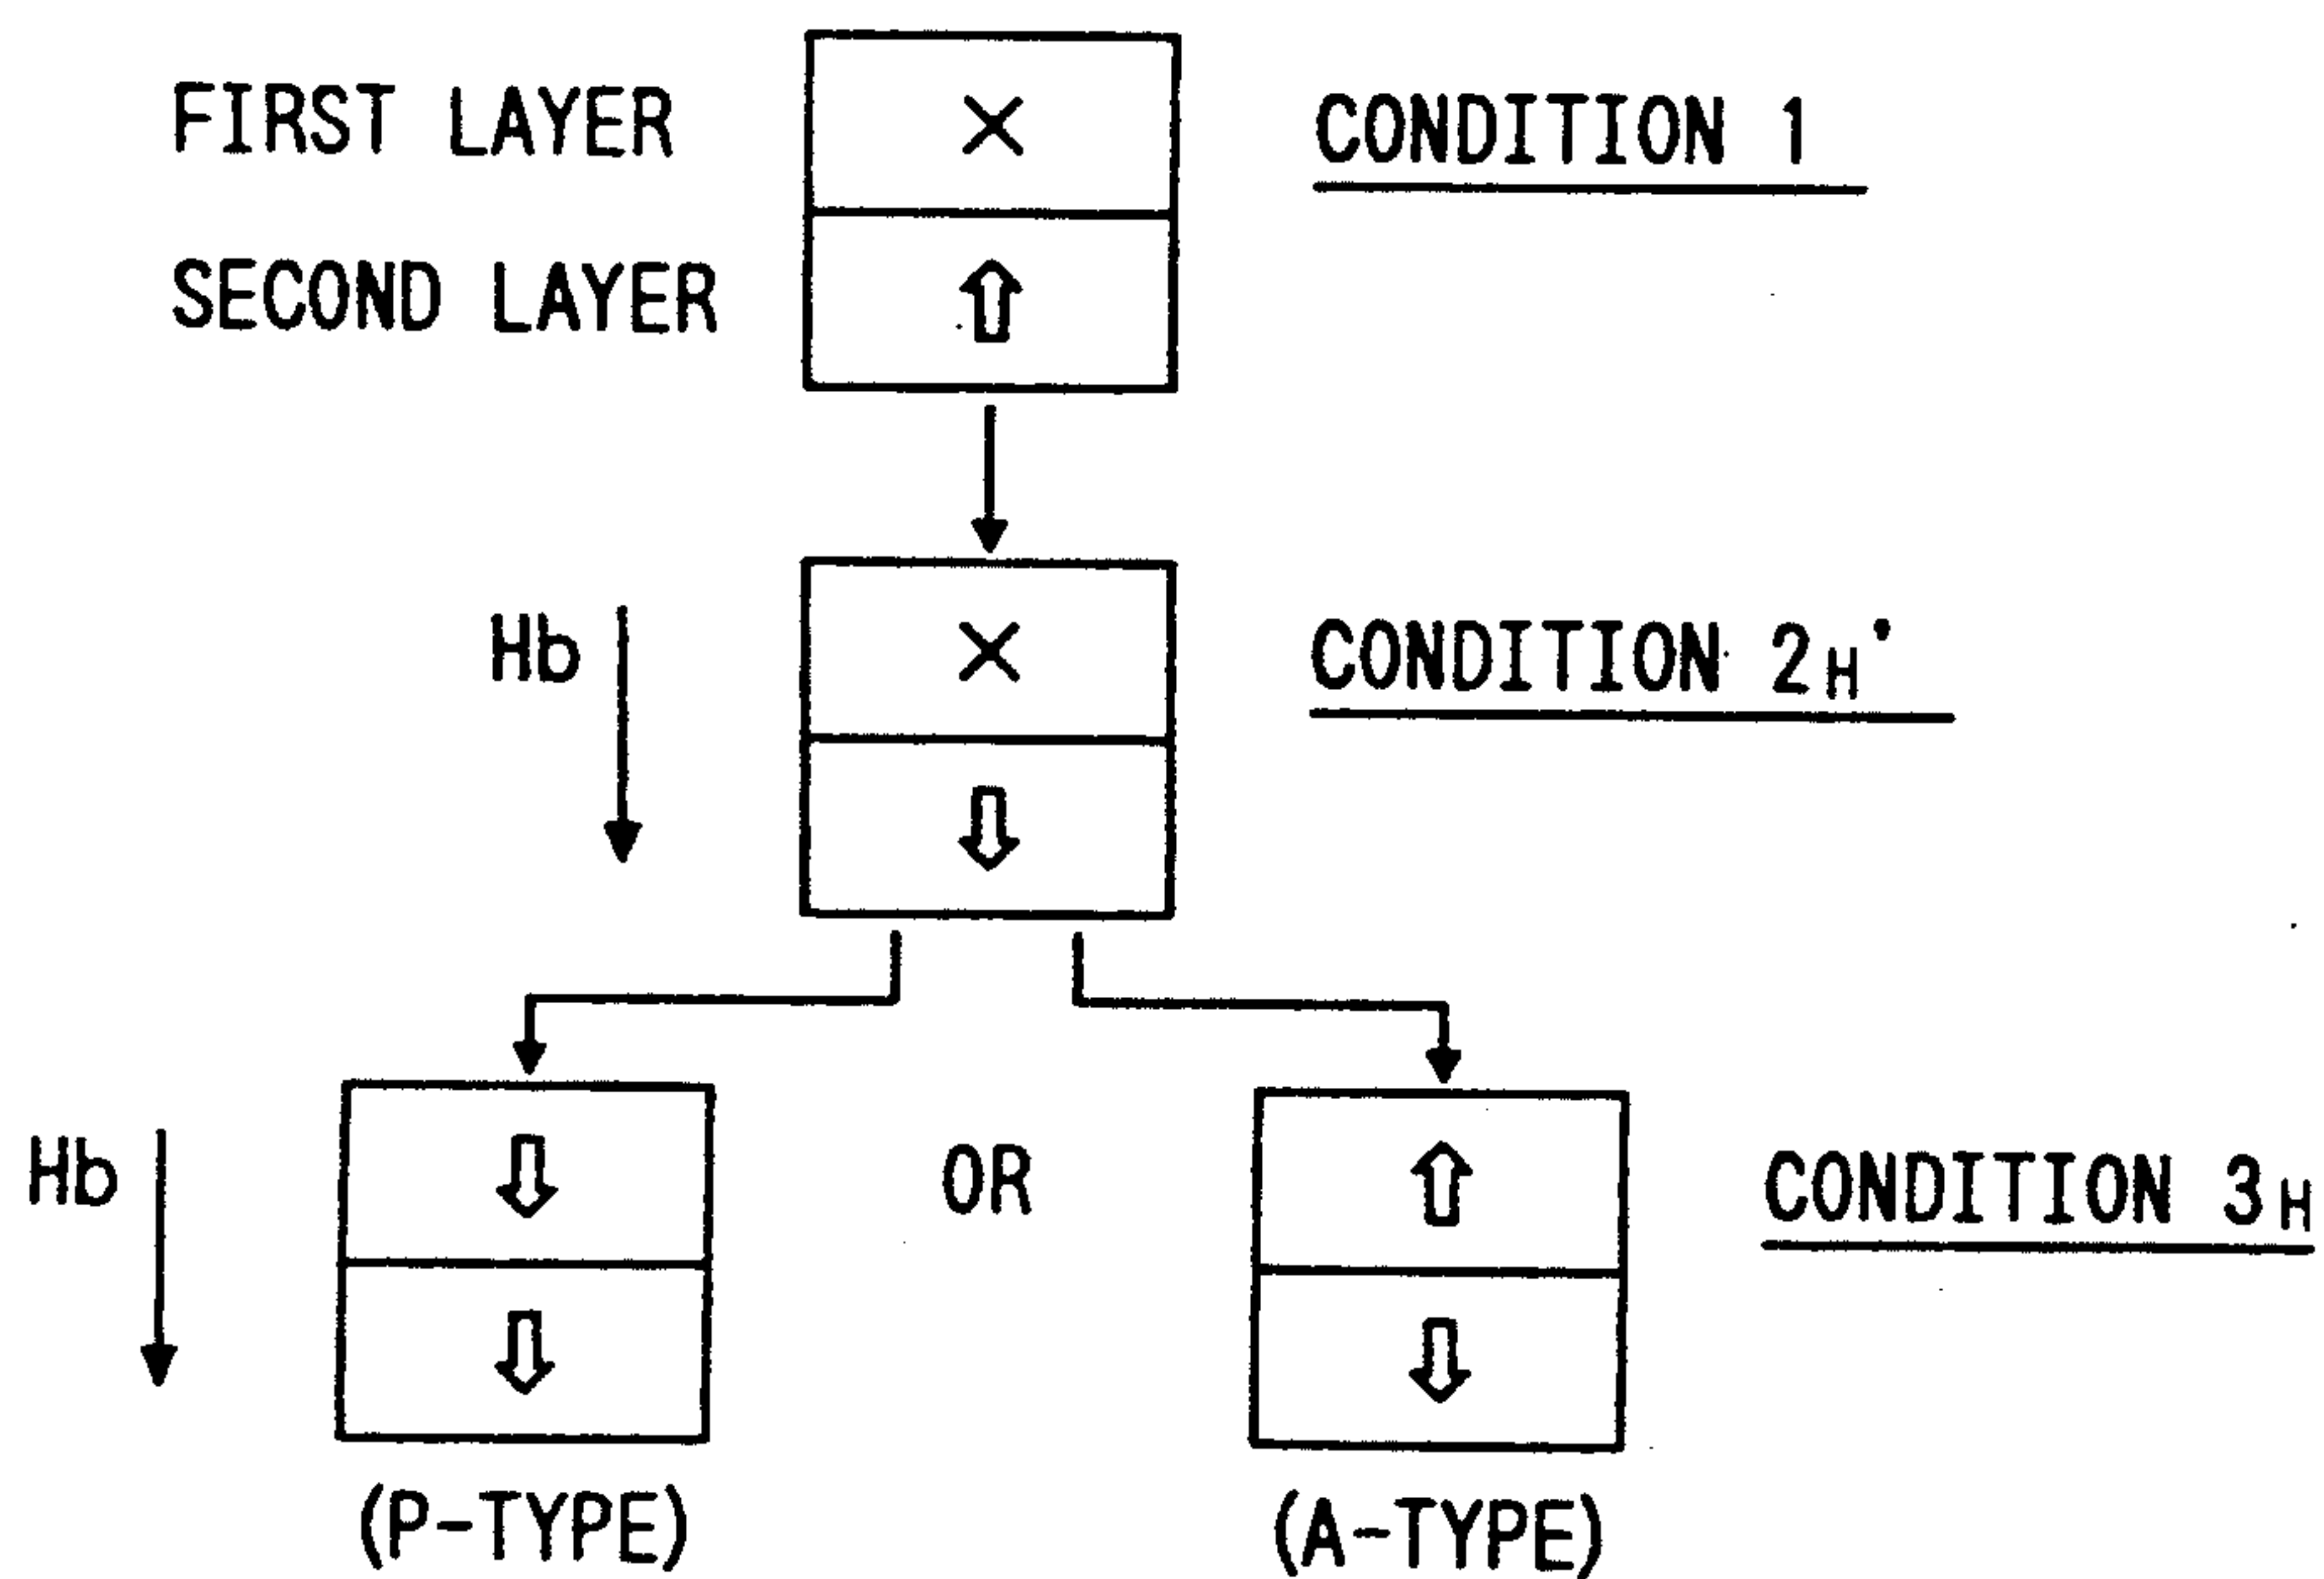 FIRST LAYER
CONDITION 1
SECOND LAYER
Hb
CONDITION 2H'
Hb
OR
CONDITION 3H
(P-TYPE)
(A-TYPE)